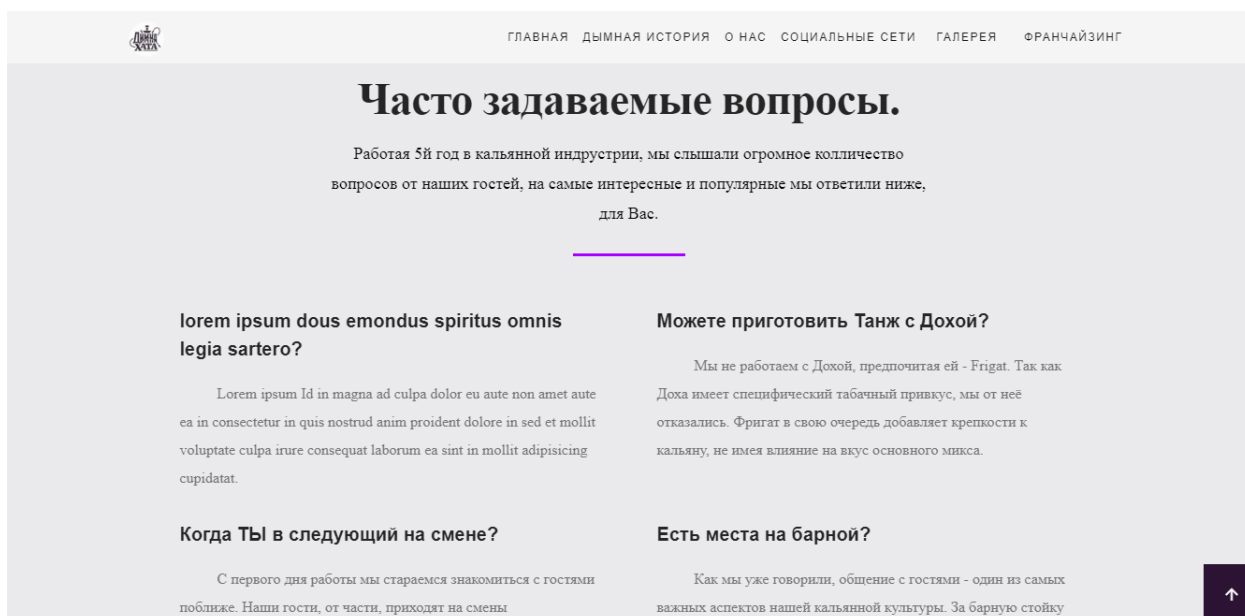 ДИМНА
ХАТА
ГЛАВНАЯ ДЫМНАЯ ИСТОРИЯ О НАС СОЦИАЛЬНЫЕ СЕТИ ГАЛЕРЕЯ ФРАНЧАЙЗИНГ
Часто задаваемые вопросы.
Работая 5й год в кальянной индрустрии, мы слышали огромное колличество
вопросов от наших гостей, на самые интересные и популярные мы ответили ниже,
для Вас.
lorem ipsum dous emondus spiritus omnis
legia sartero?
Lorem ipsum Id in magna ad culpa dolor eu aute non amet aute
ea in consectetur in quis nostrud anim proident dolore in sed et mollit
voluptate culpa irure consequat laborum ea sint in mollit adipisicing
cupidatat.
Можете приготовить Танж с Дохой?
Мы не работаем с Дохой, предпочитая ей - Frigat. Так как
Доха имеет специфический табачный привкус, мы от неё
отказались. Фригат в свою очередь добавляет крепкости к
кальяну, не имея влияние на вкус основного микса.
Когда ТЫ в следующий на смене?
С первого дня работы мы стараемся знакомиться с гостями
поближе. Наши гости, от части, приходят на смены
Есть места на барной?
Как мы уже говорили, общение с гостями - один из самых
важных аспектов нашей кальянной культуры. За барную стойку